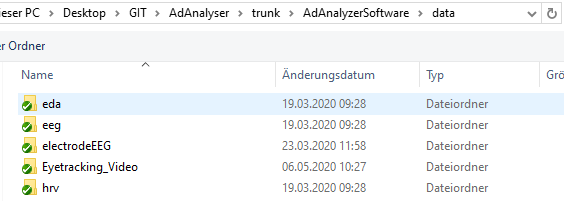 ieser PC > Desktop > GIT > AdAnalyser > trunk > AdAnalyzerSoftware > data
er Ordner
Name Änderungsdatum Typ Grö
eda 19.03.2020 09:28 Dateiordner
eeg 19.03.2020 09:28 Dateiordner
electrodeEEG 23.03.2020 11:58 Dateiordner
Eyetracking_Video 06.05.2020 10:27 Dateiordner
hrv 19.03.2020 09:28 Dateiordner